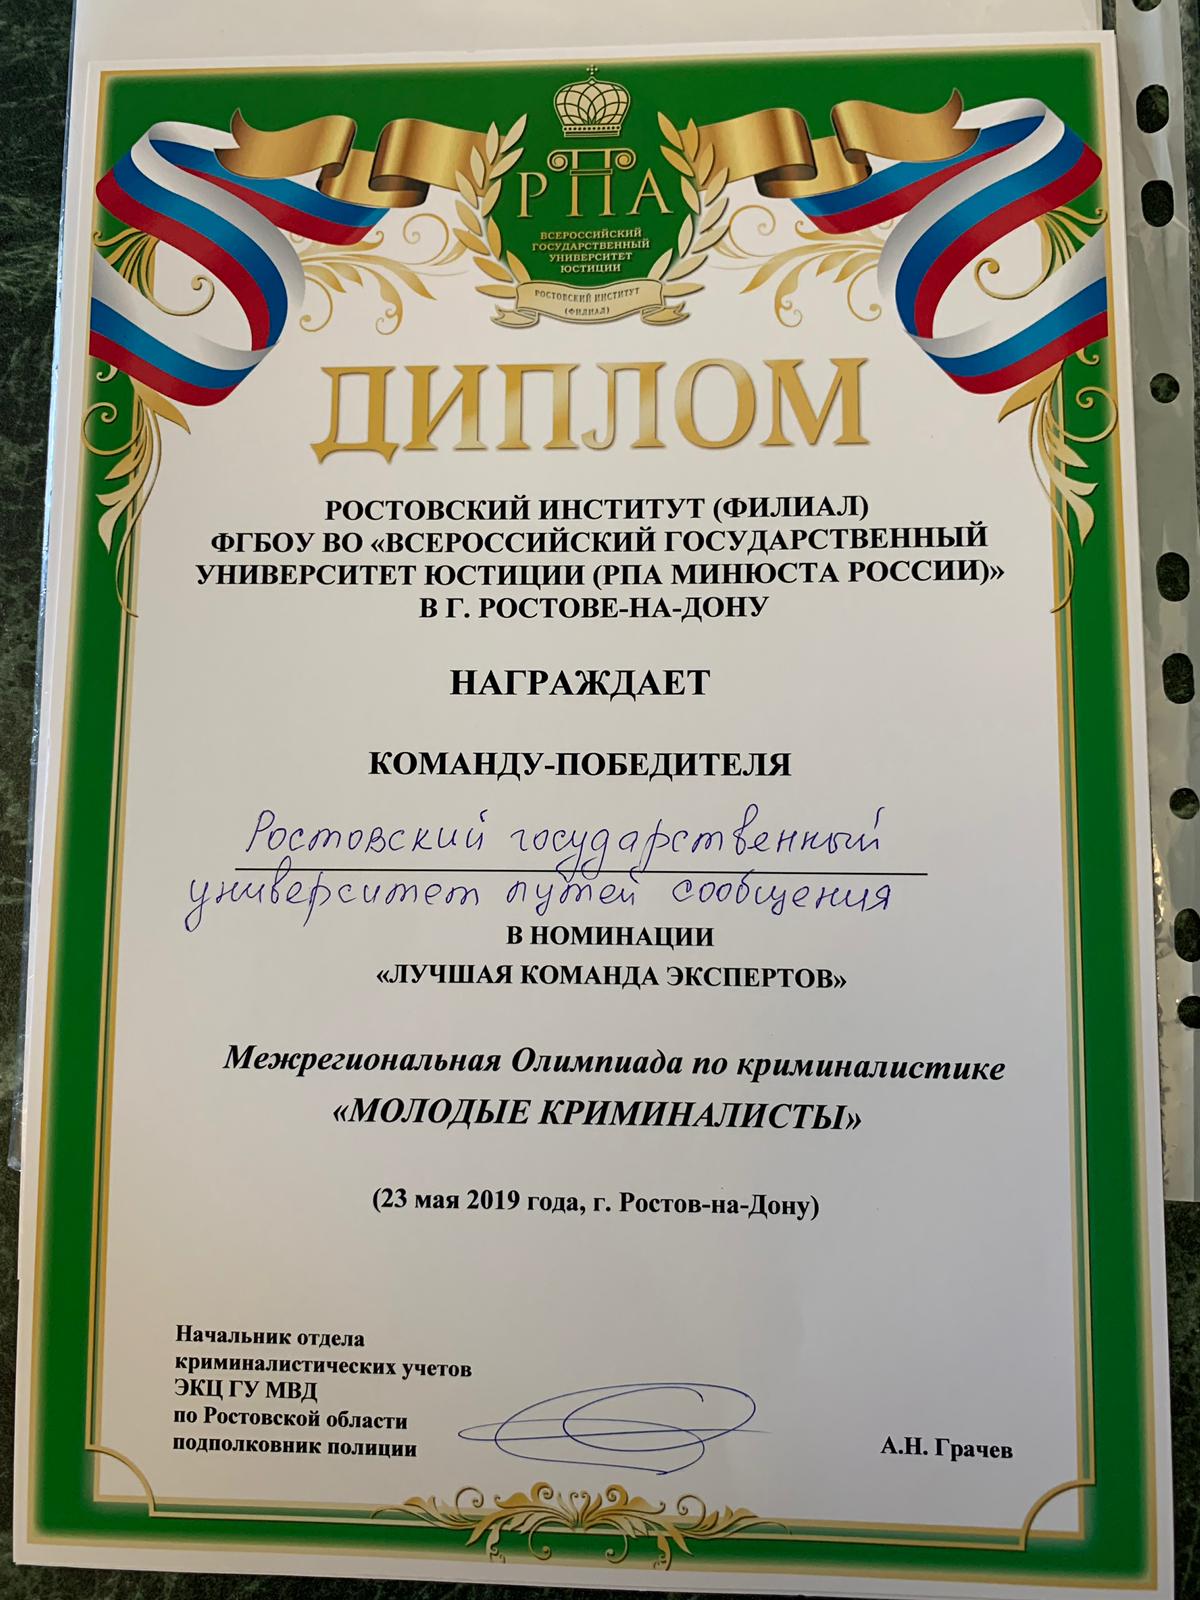 РПА
ВСЕРОССИЙСКИЙ
ГОСУДАРСТВЕННЫЙ
УНИВЕРСИТЕТ
ЮСТИЦИИ
РОСТОВСКИЙ ИНСТИТУТ
(ФИЛИАЛ)
ДИПЛОМ
РОСТОВСКИЙ ИНСТИТУТ (ФИЛИАЛ)
ФГБОУ ВО «ВСЕРОССИЙСКИЙ ГОСУДАРСТВЕННЫЙ
УНИВЕРСИТЕТ ЮСТИЦИИ (РПА МИНЮСТА РОССИИ)»
В Г. РОСТОВЕ-НА-ДОНУ
НАГРАЖДАЕТ
КОМАНДУ-ПОБЕДИТЕЛЯ
Ростовский государственный
университет путей сообщения
В НОМИНАЦИИ
«ЛУЧШАЯ КОМАНДА ЭКСПЕРТОВ»
Межрегиональная Олимпиада по криминалистике
«МОЛОДЫЕ КРИМИНАЛИСТЫ»
(23 мая 2019 года, г. Ростов-на-Дону)
Начальник отдела
криминалистических учетов
ЭКЦ ГУ МВД
по Ростовской области
подполковник полиции
А.Н. Грачев